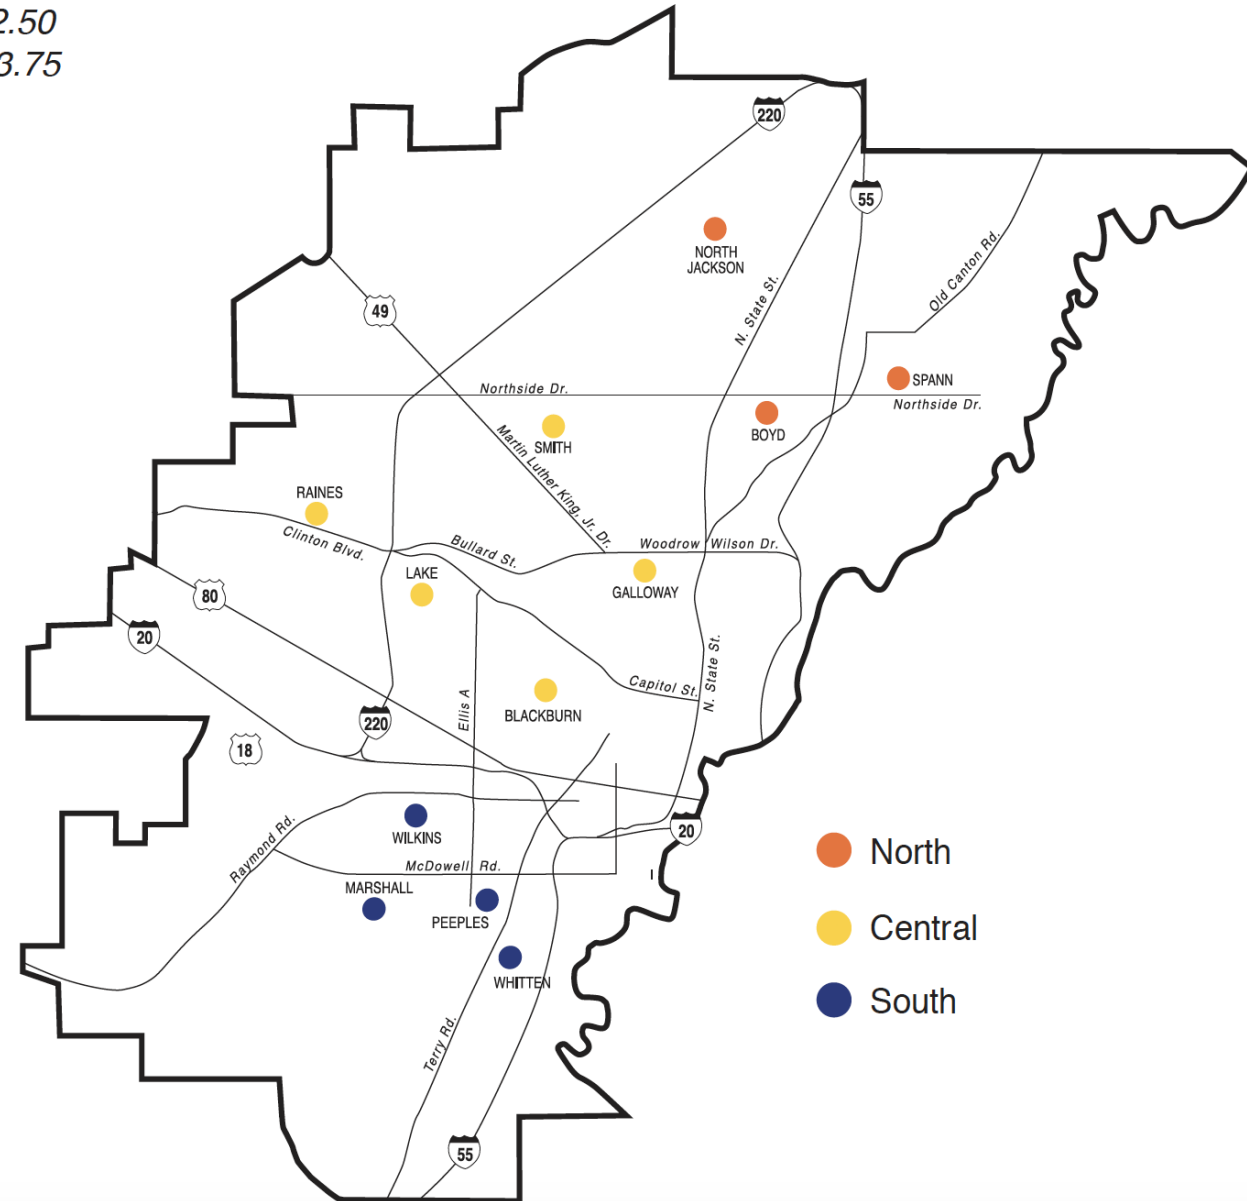 2.50
3.75
220
55
NORTH
JACKSON
N. State St.
Old Canton Rd.
49
Northside Dr.
SPANN
Northside Dr.
BOYD
SMITH
Martin Luther King, Jr. Dr.
RAINES
Clinton Blvd.
Bullard St.
Woodrow Wilson Dr.
LAKE
GALLOWAY
80
20
Capitol St.
N. State St.
Ellis A
BLACKBURN
220
18
WILKINS
20
Raymond Rd.
McDowell Rd.
North
MARSHALL
PEEPLES
Central
WHITTEN
South
Terry Rd.
55